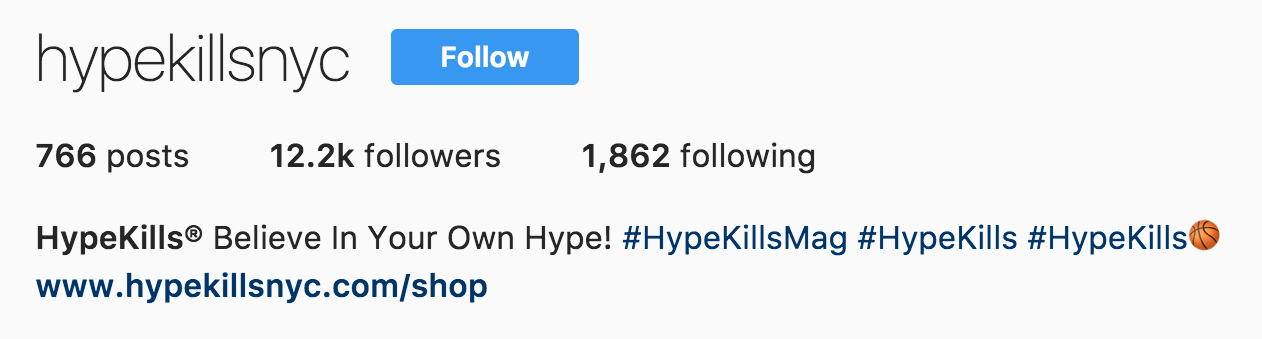 hypekillsnyc Follow
766 posts 12.2k followers 1,862 following
HypeKills® Believe In Your Own Hype! #HypeKillsMag #HypeKills #HypeKills🏀
www.hypekillsnyc.com/shop